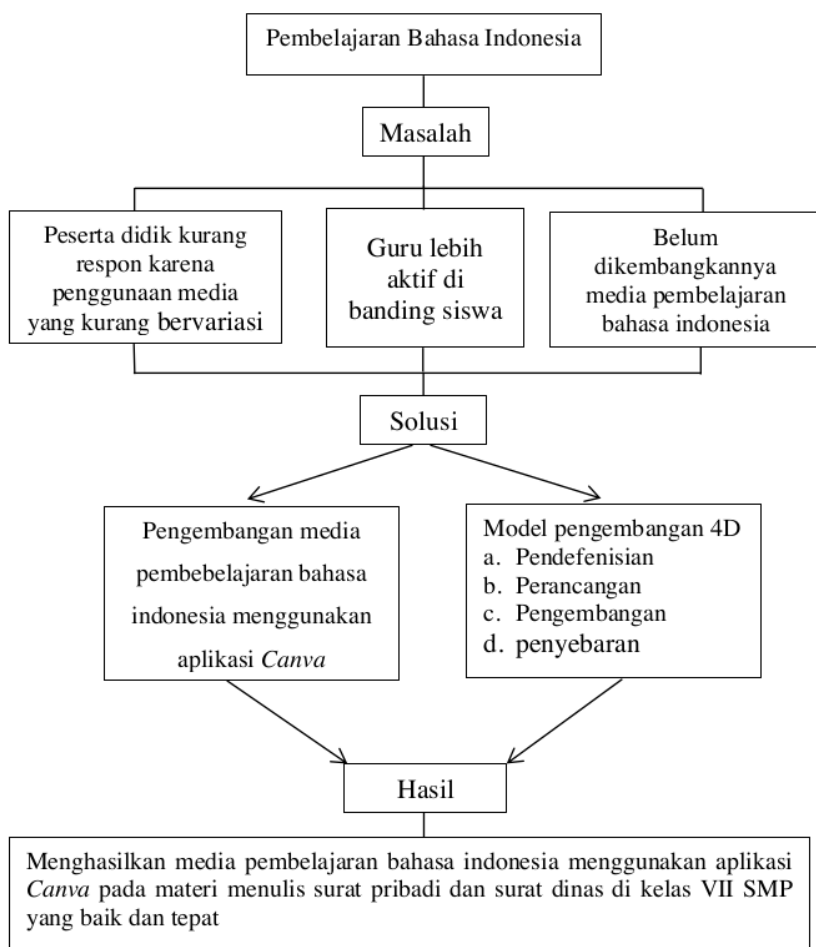 Pembelajaran Bahasa Indonesia
Masalah
Peserta didik kurang
respon karena
penggunaan media
yang kurang bervariasi
Guru lebih
aktif di
banding siswa
Belum
dikembangkannya
media pembelajaran
bahasa indonesia
Solusi
Pengembangan media
pembebelajaran bahasa
indonesia menggunakan
aplikasi Canva
Model pengembangan 4D
a. Pendefenisian
b. Perancangan
c. Pengembangan
d. penyebaran
Hasil
Menghasilkan media pembelajaran bahasa indonesia menggunakan aplikasi
Canva pada materi menulis surat pribadi dan surat dinas di kelas VII SMP
yang baik dan tepat